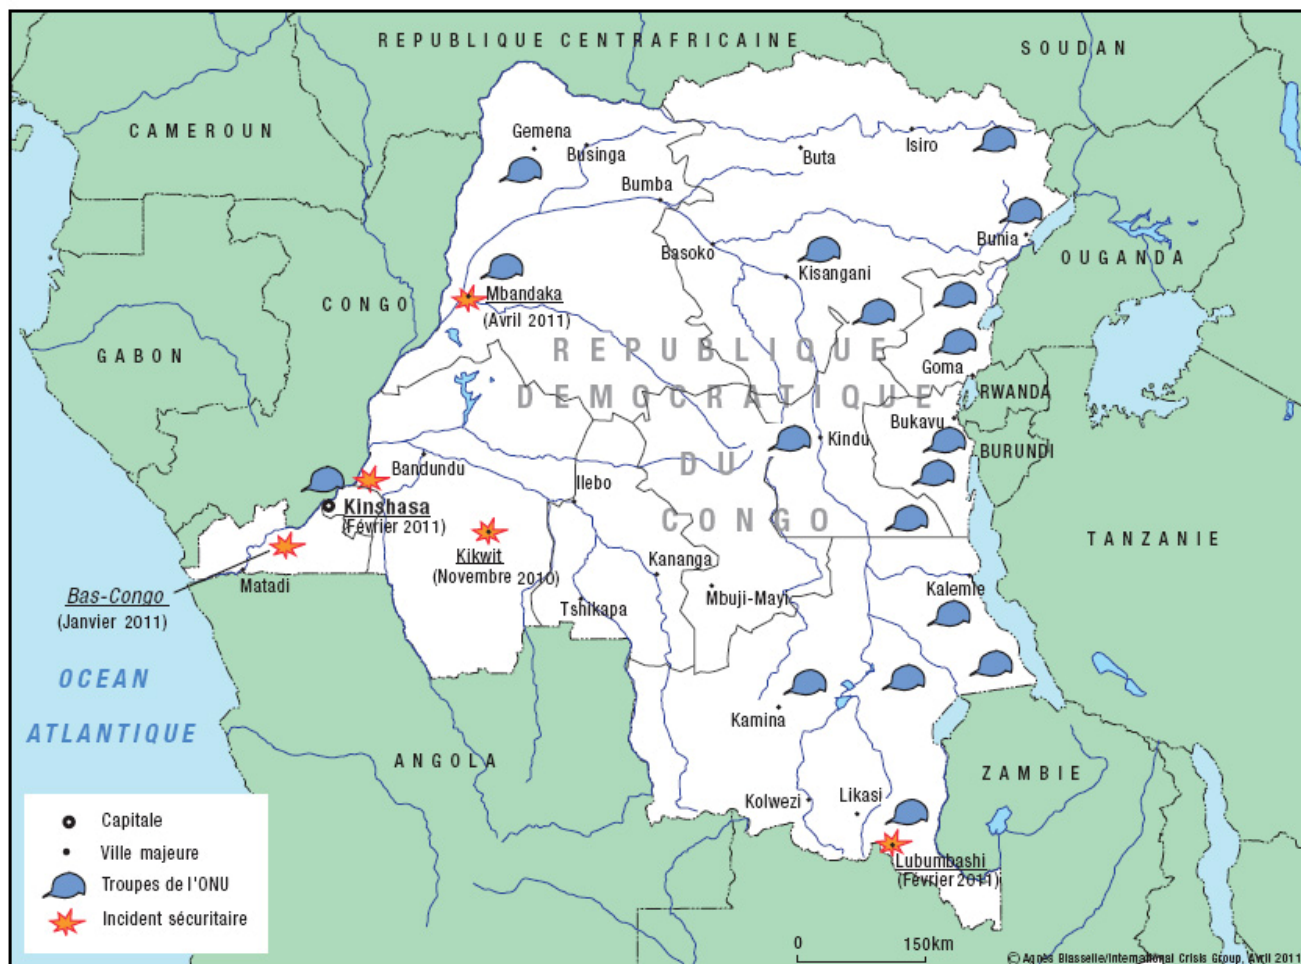 REPUBLIQUE CENTRAFRICAINE
SOUDAN
CAMEROUN
Gemena
Businga
Buta
Isiro
Bumba
Basoko
Bunia
OUGANDA
Kisangani
CONGO
Mbandaka
(Avril 2011)
GABON
REPUBLIQUE
DEMOCRATIQUE
DU
CONGO
Goma
RWANDA
Bukavu
BURUNDI
Kindu
Bandundu
Ilebo
Kinshasa
(Février 2011)
Kikwit
(Novembre 2010)
Kananga
TANZANIE
Matadi
Bas-Congo
(Janvier 2011)
Tshikapa
Mbuji-Mayi
Kalemie
OCEAN
ATLANTIQUE
Kamina
ANGOLA
ZAMBIE
Kolwezi
Likasi
Lubumbashi
(Février 2011)
Capitale
Ville majeure
Troupes de l'ONU
Incident sécuritaire
0 150km
© Agnès Blasselle/International Crisis Group, Avril 2011